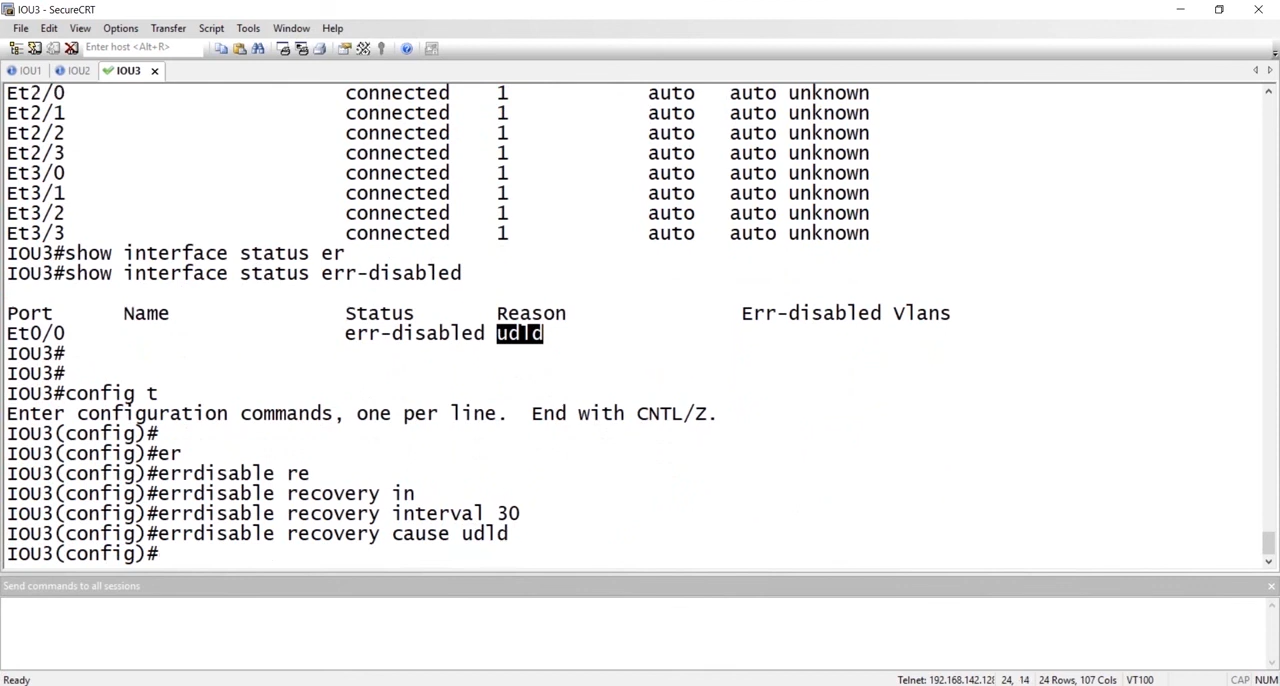 IOU3 - SecureCRT
File Edit View Options Transfer Script Tools Window Help
Enter host <Alt+R>
IOU1 IOU2 IOU3
Et2/0 connected 1 auto auto unknown
Et2/1 connected 1 auto auto unknown
Et2/2 connected 1 auto auto unknown
Et2/3 connected 1 auto auto unknown
Et3/0 connected 1 auto auto unknown
Et3/1 connected 1 auto auto unknown
Et3/2 connected 1 auto auto unknown
Et3/3 connected 1 auto auto unknown
IOU3#show interface status er
IOU3#show interface status err-disabled
Port Name Status Reason Err-disabled Vlans
Et0/0 err-disabled udld
IOU3#
IOU3#
IOU3#config t
Enter configuration commands, one per line. End with CNTL/Z.
IOU3(config)#
IOU3(config)#er
IOU3(config)#errdisable re
IOU3(config)#errdisable recovery in
IOU3(config)#errdisable recovery interval 30
IOU3(config)#errdisable recovery cause udld
IOU3(config)#
Send commands to all sessions
Ready Telnet: 192.168.142.128 24, 14 24 Rows, 107 Cols VT100 CAP NUM